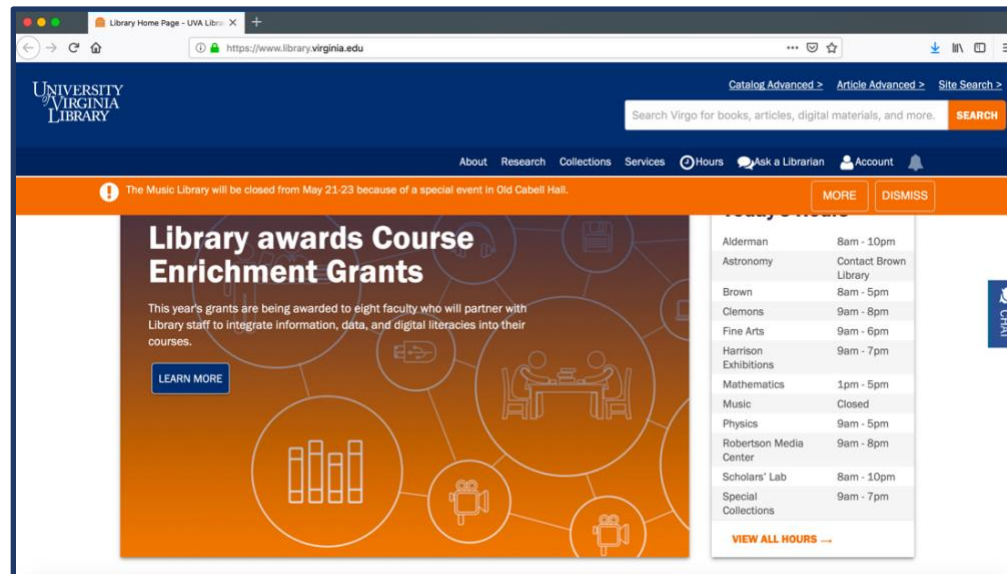 Library Home Page - UVA Libra
https://www.library.virginia.edu
UNIVERSITY
of VIRGINIA
LIBRARY
Catalog Advanced > Article Advanced > Site Search >
Search Virgo for books, articles, digital materials, and more. SEARCH
About Research Collections Services Hours Ask a Librarian Account
The Music Library will be closed from May 21-23 because of a special event in Old Cabell Hall. MORE DISMISS
Library awards Course
Enrichment Grants
This year's grants are being awarded to eight faculty who will partner with
Library staff to integrate information, data, and digital literacies into their
courses.
LEARN MORE
Today's Hours
Alderman 8am - 10pm
Astronomy Contact Brown
Library
Brown 8am - 5pm
Clemons 9am - 8pm
Fine Arts 9am - 6pm
Harrison 9am - 7pm
Exhibitions
Mathematics 1pm - 5pm
Music Closed
Physics 9am - 5pm
Robertson Media 9am - 8pm
Center
Scholars' Lab 8am - 10pm
Special 9am - 7pm
Collections
VIEW ALL HOURS →
CHAT